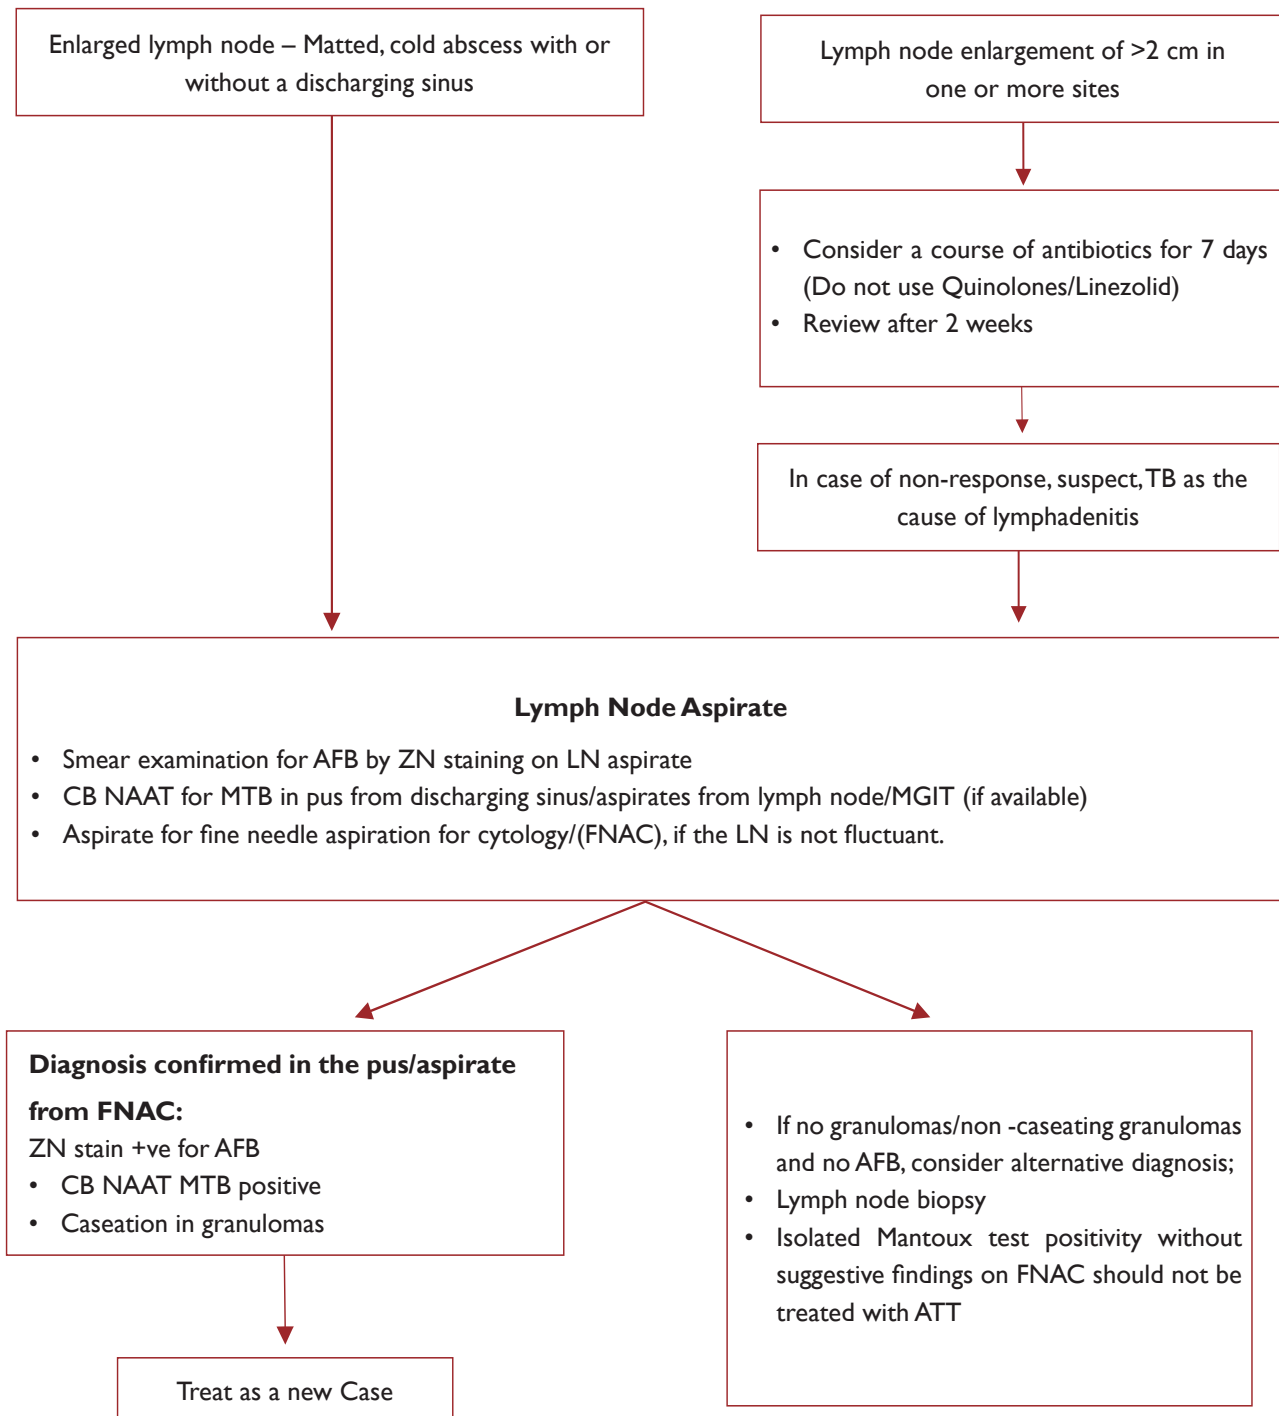 Enlarged lymph node – Matted, cold abscess with or
without a discharging sinus
Lymph node enlargement of >2 cm in
one or more sites
• Consider a course of antibiotics for 7 days
(Do not use Quinolones/Linezolid)
• Review after 2 weeks
In case of non-response, suspect, TB as the
cause of lymphadenitis
Lymph Node Aspirate
• Smear examination for AFB by ZN staining on LN aspirate
• CB NAAT for MTB in pus from discharging sinus/aspirates from lymph node/MGIT (if available)
• Aspirate for fine needle aspiration for cytology/(FNAC), if the LN is not fluctuant.
Diagnosis confirmed in the pus/aspirate
from FNAC:
ZN stain +ve for AFB
• CB NAAT MTB positive
• Caseation in granulomas
Treat as a new Case
• If no granulomas/non -caseating granulomas
and no AFB, consider alternative diagnosis;
• Lymph node biopsy
• Isolated Mantoux test positivity without
suggestive findings on FNAC should not be
treated with ATT